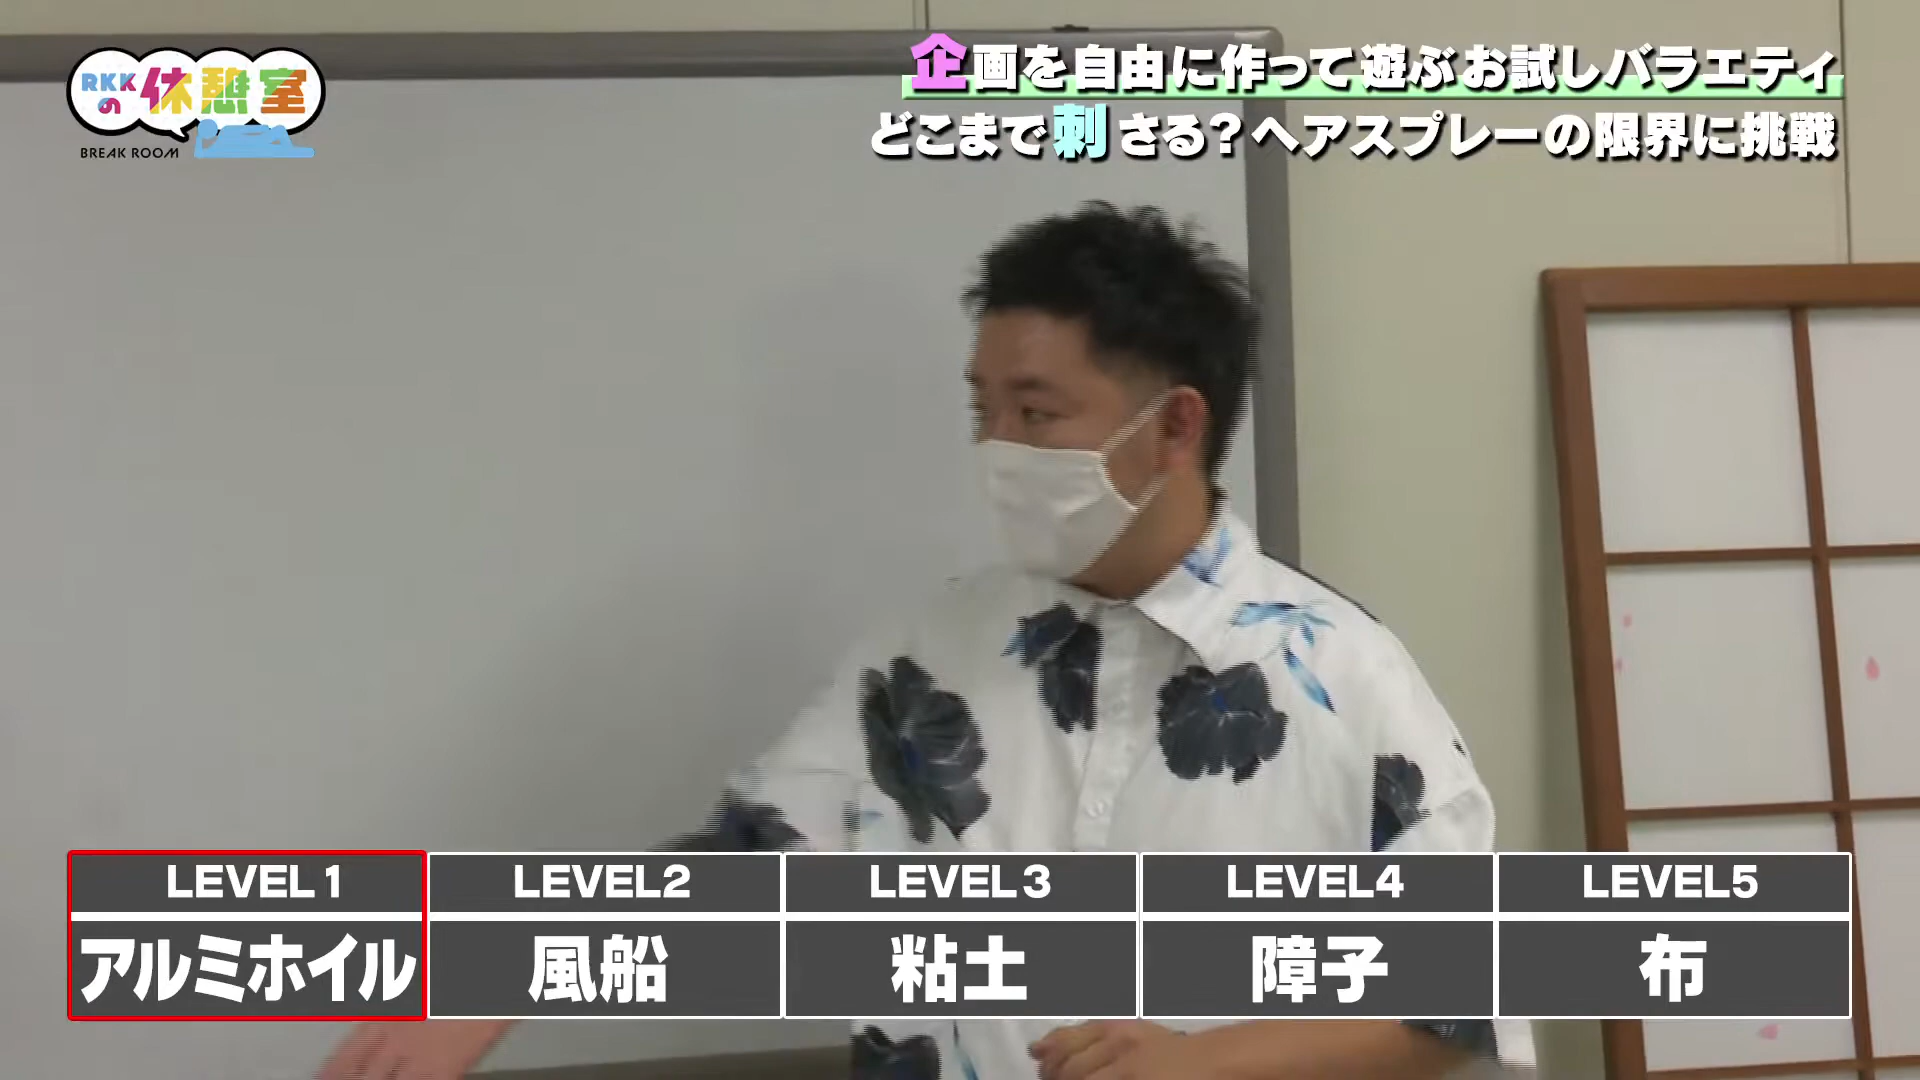 RKK
の休憩室
BREAK ROOM
企画を自由に作って遊ぶお試しバラエティ
どこまで刺さる?ヘアスプレーの限界に挑戦
LEVEL1 LEVEL2 LEVEL3 LEVEL4 LEVEL5
アルミホイル 風船 粘土 障子 布